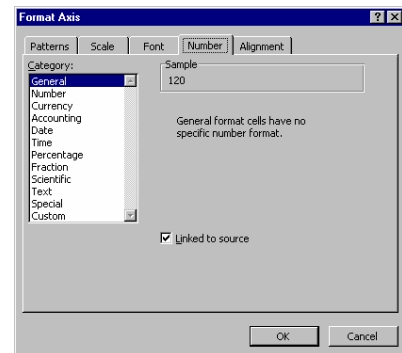 Format Axis
Patterns Scale Font Number Alignment
Category:
General
Number
Currency
Accounting
Date
Time
Percentage
Fraction
Scientific
Text
Special
Custom
Sample
120
General format cells have no
specific number format.
Linked to source
OK Cancel